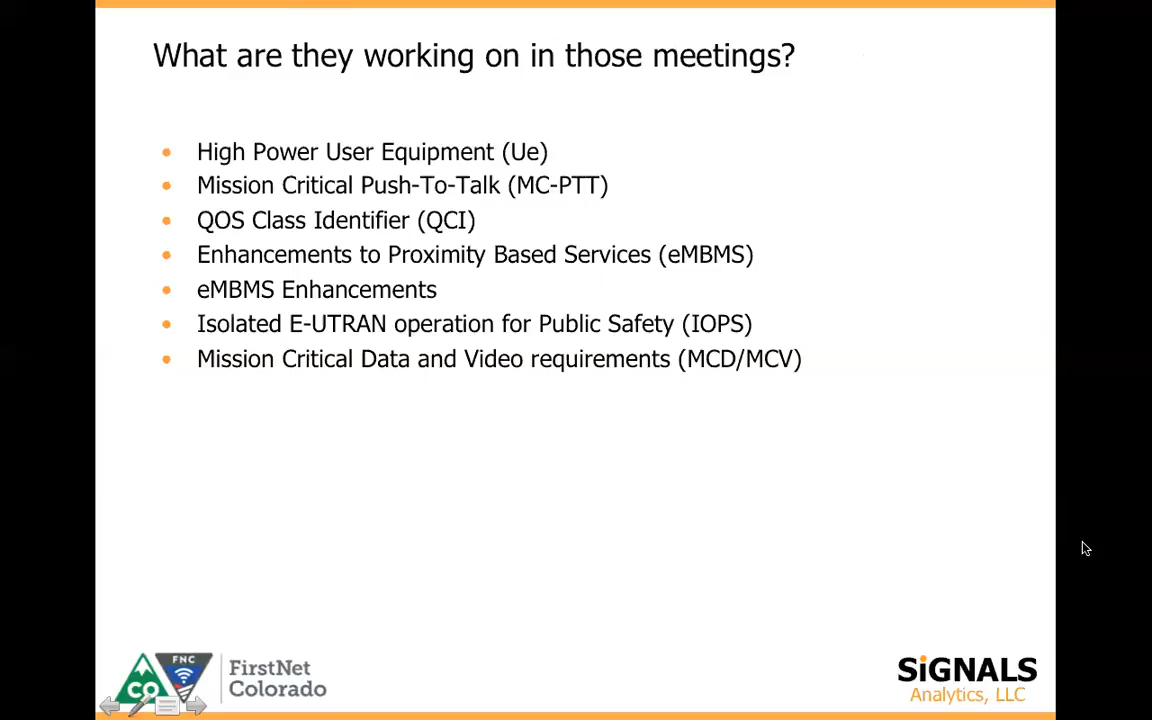 What are they working on in those meetings?
• High Power User Equipment (Ue)
• Mission Critical Push-To-Talk (MC-PTT)
• QOS Class Identifier (QCI)
• Enhancements to Proximity Based Services (eMBMS)
• eMBMS Enhancements
• Isolated E-UTRAN operation for Public Safety (IOPS)
• Mission Critical Data and Video requirements (MCD/MCV)
FNC
CO
FirstNet
Colorado
SiGNALS
Analytics, LLC